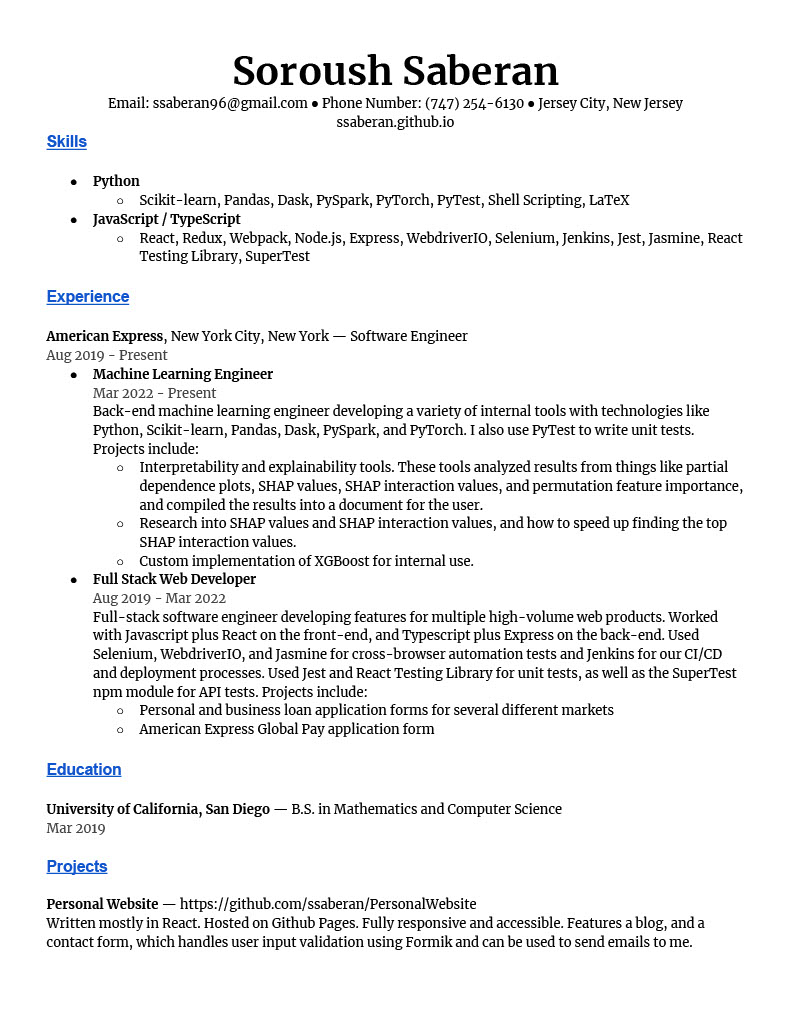 Soroush Saberan
Email: ssaberan96@gmail.com ● Phone Number: (747) 254-6130 ● Jersey City, New Jersey
ssaberan.github.io
Skills
● Python
○ Scikit-learn, Pandas, Dask, PySpark, PyTorch, PyTest, Shell Scripting, LaTeX
● JavaScript / TypeScript
○ React, Redux, Webpack, Node.js, Express, WebdriverIO, Selenium, Jenkins, Jest, Jasmine, React
Testing Library, SuperTest
Experience
American Express, New York City, New York — Software Engineer
Aug 2019 - Present
● Machine Learning Engineer
Mar 2022 - Present
Back-end machine learning engineer developing a variety of internal tools with technologies like
Python, Scikit-learn, Pandas, Dask, PySpark, and PyTorch. I also use PyTest to write unit tests.
Projects include:
○ Interpretability and explainability tools. These tools analyzed results from things like partial
dependence plots, SHAP values, SHAP interaction values, and permutation feature importance,
and compiled the results into a document for the user.
○ Research into SHAP values and SHAP interaction values, and how to speed up finding the top
SHAP interaction values.
○ Custom implementation of XGBoost for internal use.
● Full Stack Web Developer
Aug 2019 - Mar 2022
Full-stack software engineer developing features for multiple high-volume web products. Worked
with Javascript plus React on the front-end, and Typescript plus Express on the back-end. Used
Selenium, WebdriverIO, and Jasmine for cross-browser automation tests and Jenkins for our CI/CD
and deployment processes. Used Jest and React Testing Library for unit tests, as well as the SuperTest
npm module for API tests. Projects include:
○ Personal and business loan application forms for several different markets
○ American Express Global Pay application form
Education
University of California, San Diego — B.S. in Mathematics and Computer Science
Mar 2019
Projects
Personal Website — https://github.com/ssaberan/PersonalWebsite
Written mostly in React. Hosted on Github Pages. Fully responsive and accessible. Features a blog, and a
contact form, which handles user input validation using Formik and can be used to send emails to me.